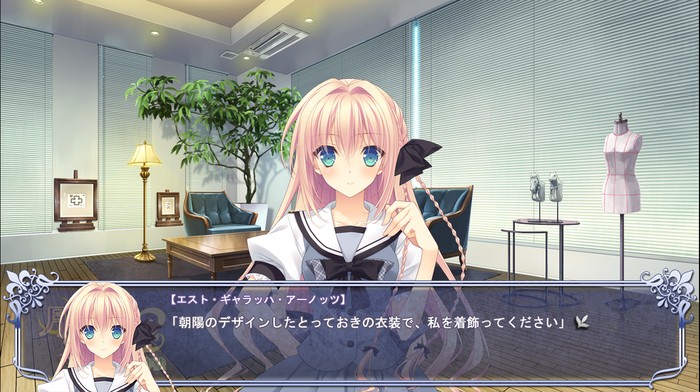 【エスト・ギャラッハ・アーノッツ】
「朝陽のデザインしたとっておきの衣装で、私を着飾ってください」